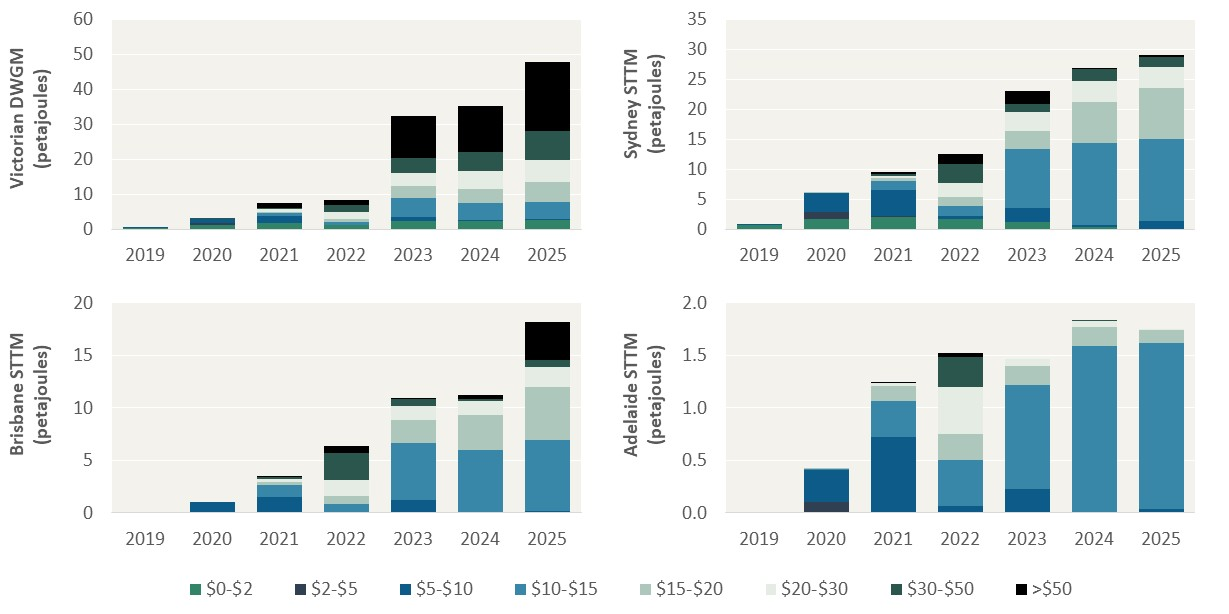 Victorian DWGM
(petajoules)
60
50
40
30
20
10
0
2019 2020 2021 2022 2023 2024 2025
Sydney STTM
(petajoules)
35
30
25
20
15
10
5
0
2019 2020 2021 2022 2023 2024 2025
Brisbane STTM
(petajoules)
20
15
10
5
0
2019 2020 2021 2022 2023 2024 2025
Adelaide STTM
(petajoules)
2.0
1.5
1.0
0.5
0.0
2019 2020 2021 2022 2023 2024 2025
$0-$2 $2-$5 $5-$10 $10-$15 $15-$20 $20-$30 $30-$50 >$50